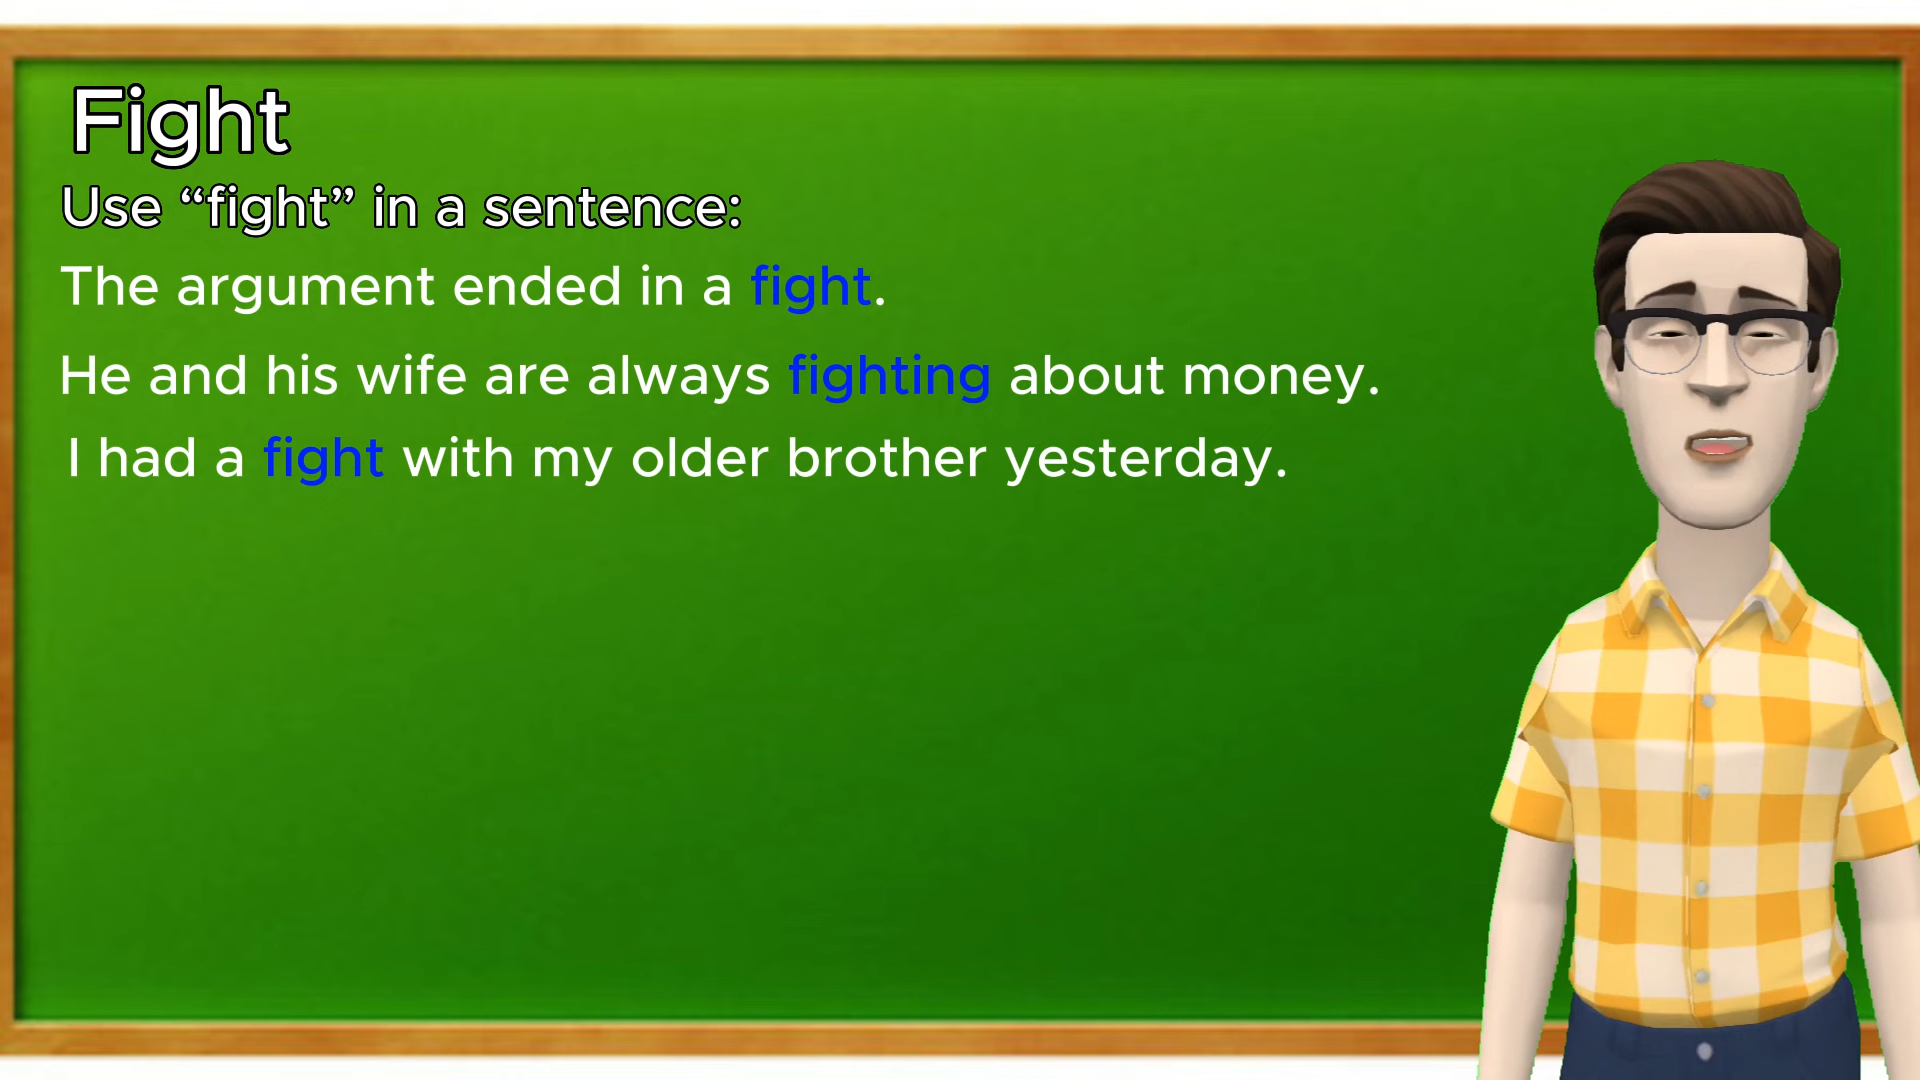 Fight
Use “fight” in a sentence:
The argument ended in a fight.
He and his wife are always fighting about money.
I had a fight with my older brother yesterday.